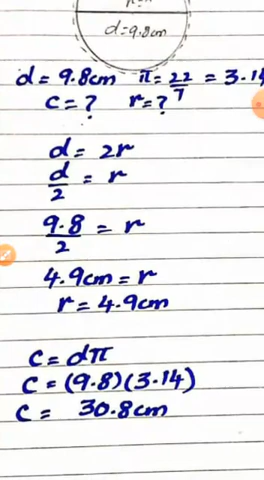 d=9.8cm
d=9.8cm π=22/7=3.14
c=? r=?
d=2r
d/2=r
9.8/2=r
4.9cm=r
r=4.9cm
c=dπ
c=(9.8)(3.14)
c= 30.8cm